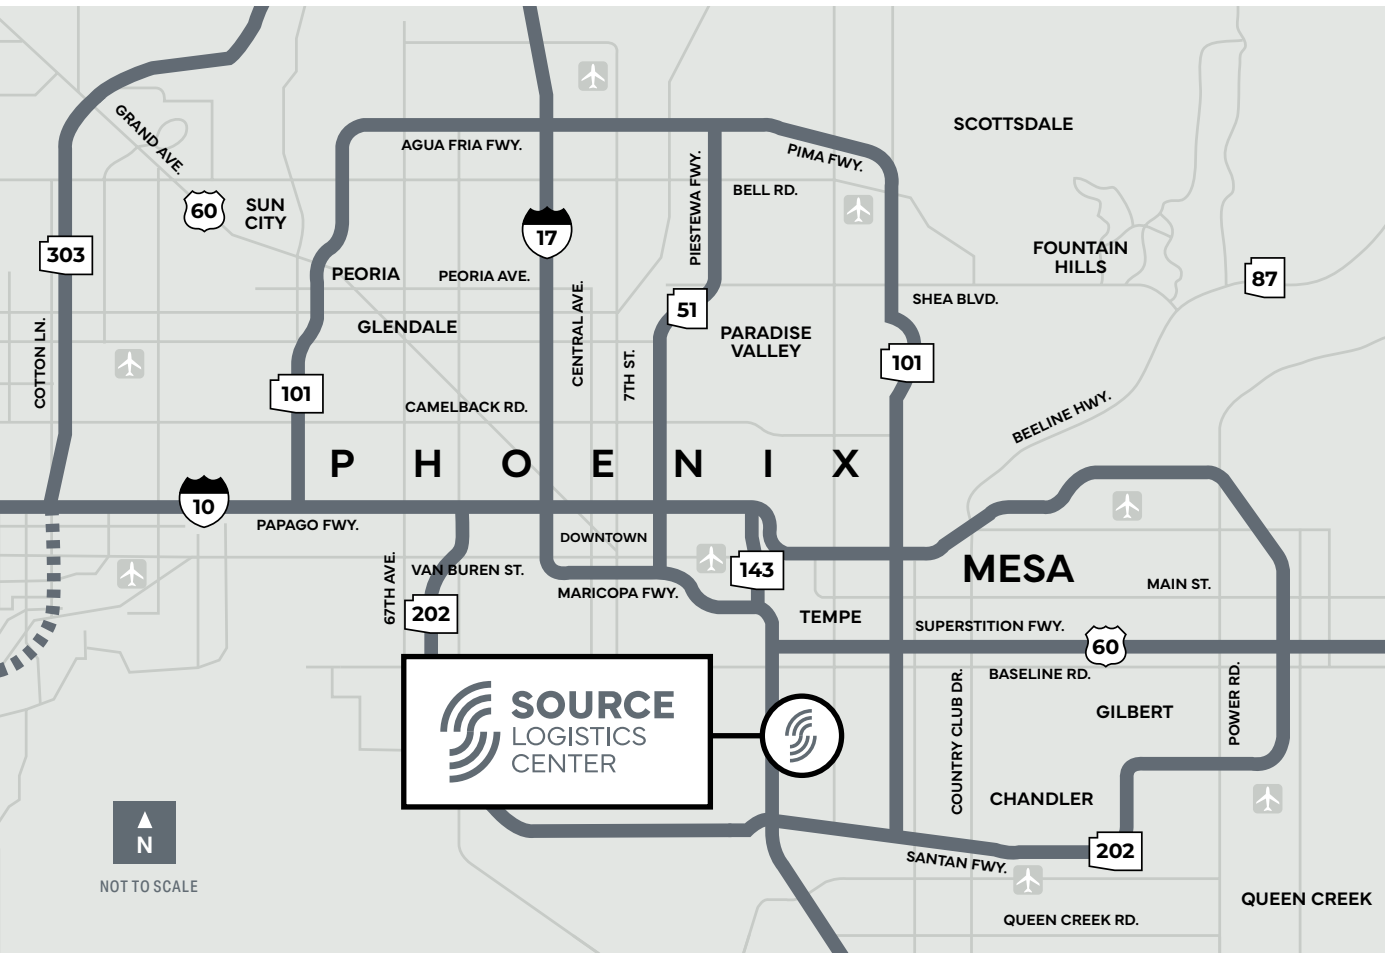 SCOTTSDALE
GRAND AVE.
AGUA FRIA FWY.
PIMA FWY.
PIESTEWA FWY.
BELL RD.
60
SUN
CITY
17
303
PEORIA
PEORIA AVE.
FOUNTAIN
HILLS
87
51
SHEA BLVD.
GLENDALE
CENTRAL AVE.
PARADISE
VALLEY
COTTON LN.
7TH ST.
101
101
CAMELBACK RD.
BEELINE HWY.
PHOENIX
10
PAPAGO FWY.
DOWNTOWN
67TH AVE.
VAN BUREN ST.
143
MESA
MARICOPA FWY.
MAIN ST.
202
TEMPE
SUPERSTITION FWY.
60
BASELINE RD.
SOURCE
LOGISTICS
CENTER
COUNTRY CLUB DR.
GILBERT
POWER RD.
CHANDLER
N
NOT TO SCALE
202
SANTAN FWY.
QUEEN CREEK
QUEEN CREEK RD.